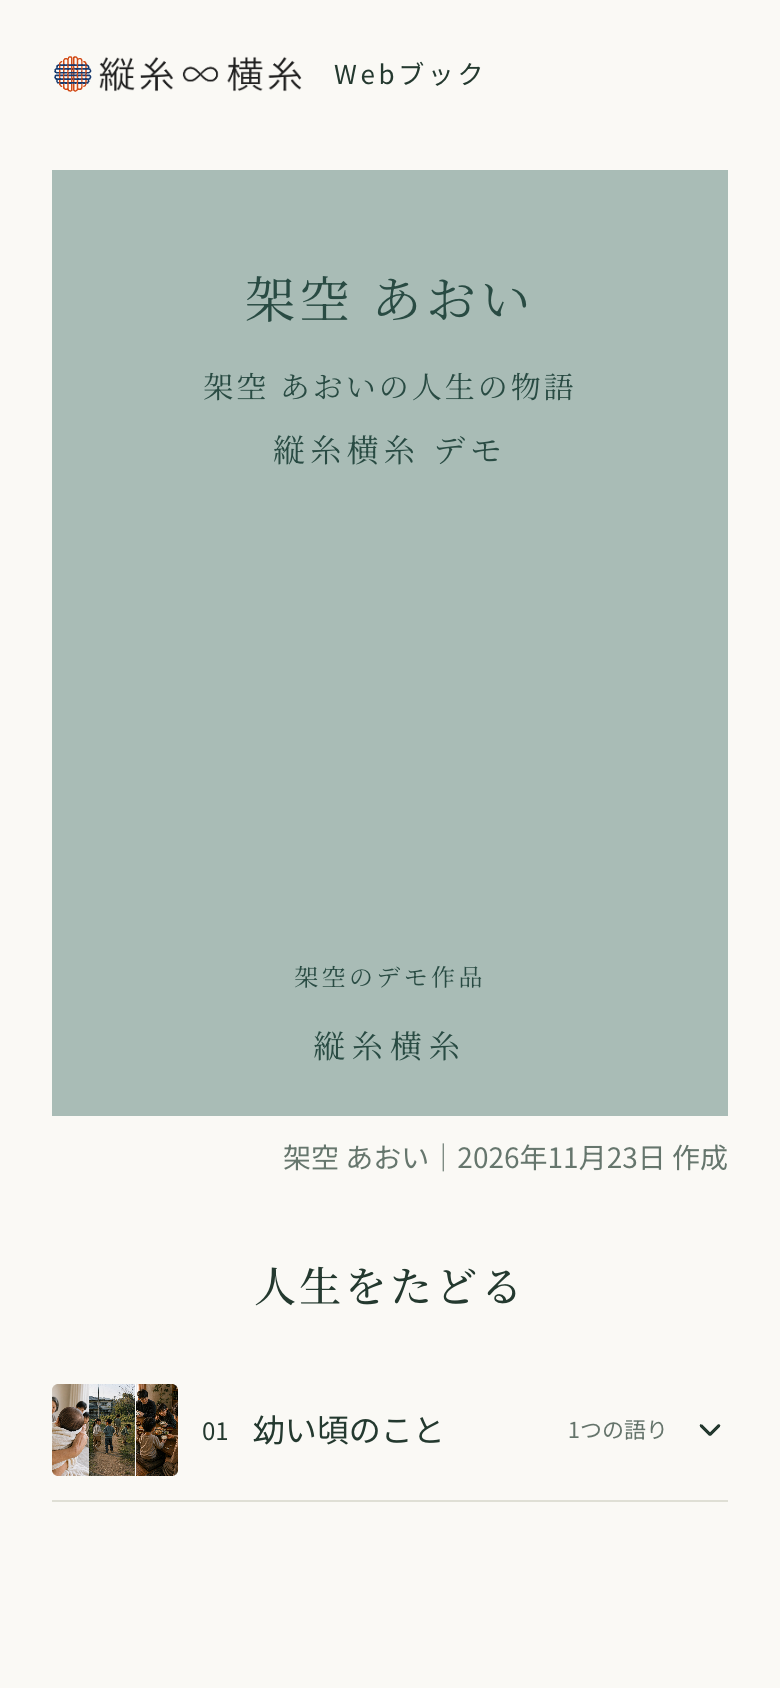 縦糸∞横糸 Webブック
架空 あおい
架空 あおいの人生の物語
縦糸横糸 デモ
架空のデモ作品
縦糸横糸
架空 あおい｜2026年11月23日 作成
人生をたどる
01 幼い頃のこと 1つの語り